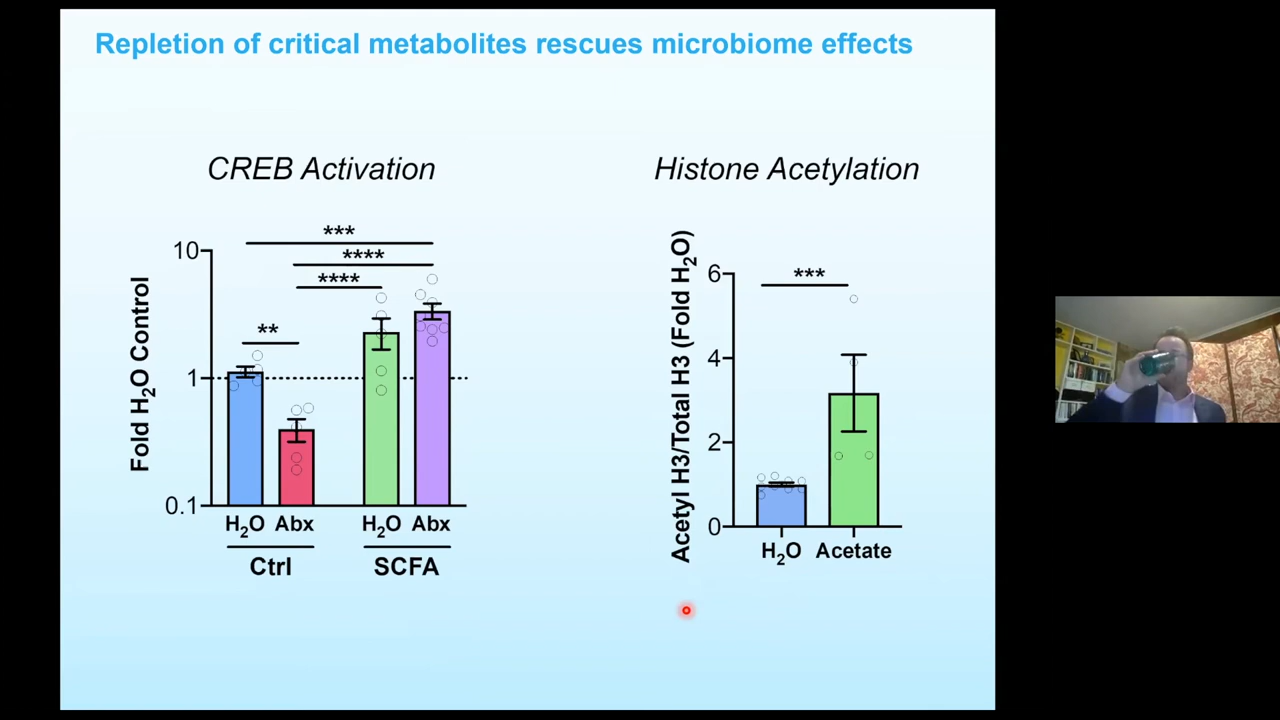 Repletion of critical metabolites rescues microbiome effects
CREB Activation
Fold H₂O Control
10
1
0.1
***
****
****
**
H₂O Abx H₂O Abx
Ctrl SCFA
Histone Acetylation
Acetyl H3/Total H3 (Fold H₂O)
6
4
2
0
***
H₂O Acetate